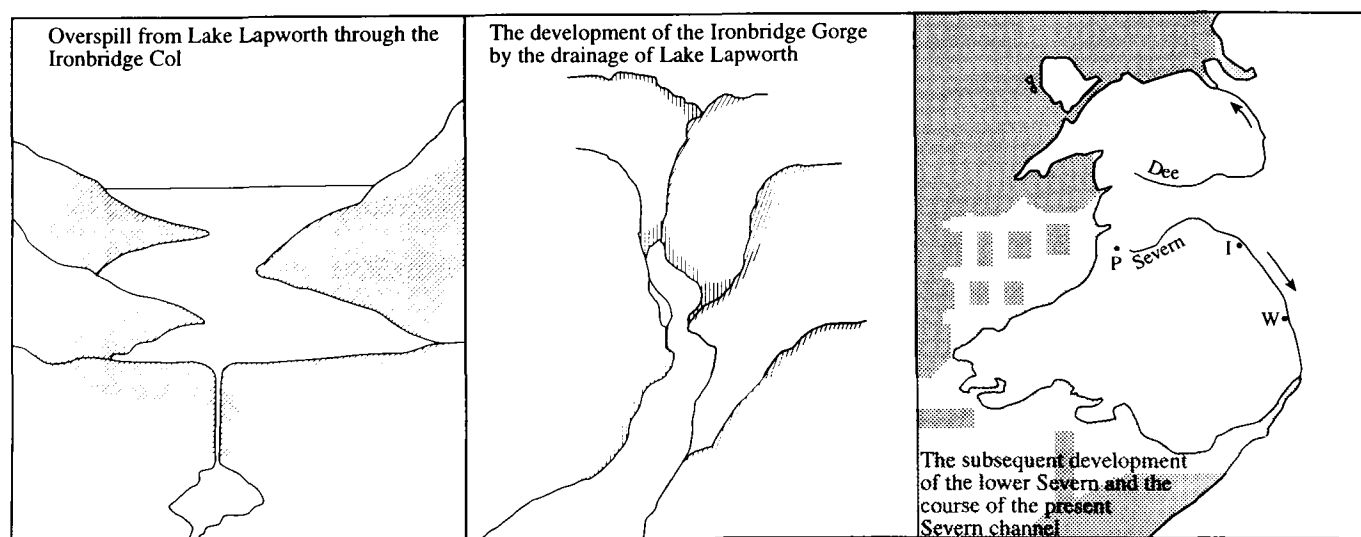 Overspill from Lake Lapworth through the
Ironbridge Col
The development of the Ironbridge Gorge
by the drainage of Lake Lapworth
Dee
P
Severn
I
W
The subsequent development
of the lower Severn and the
course of the present
Severn channel